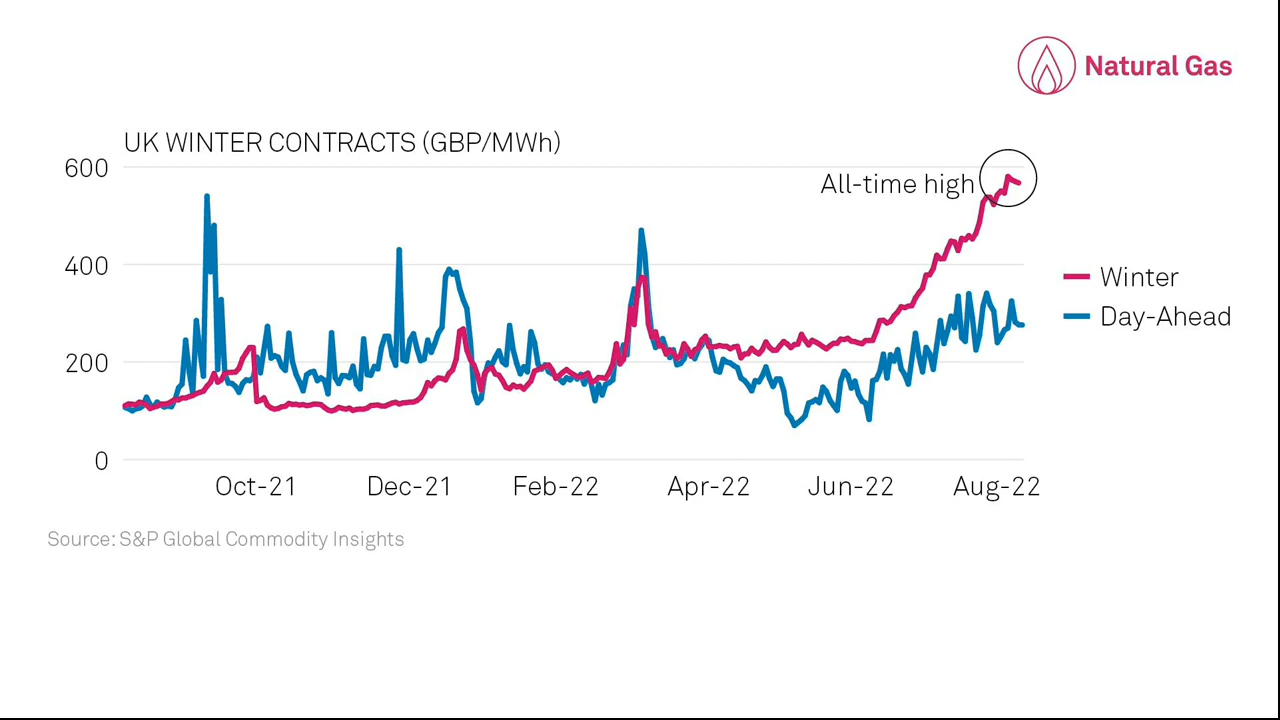 Natural Gas
UK WINTER CONTRACTS (GBP/MWh)
600
All-time high
400
Winter
Day-Ahead
200
0
Oct-21 Dec-21 Feb-22 Apr-22 Jun-22 Aug-22
Source: S&P Global Commodity Insights